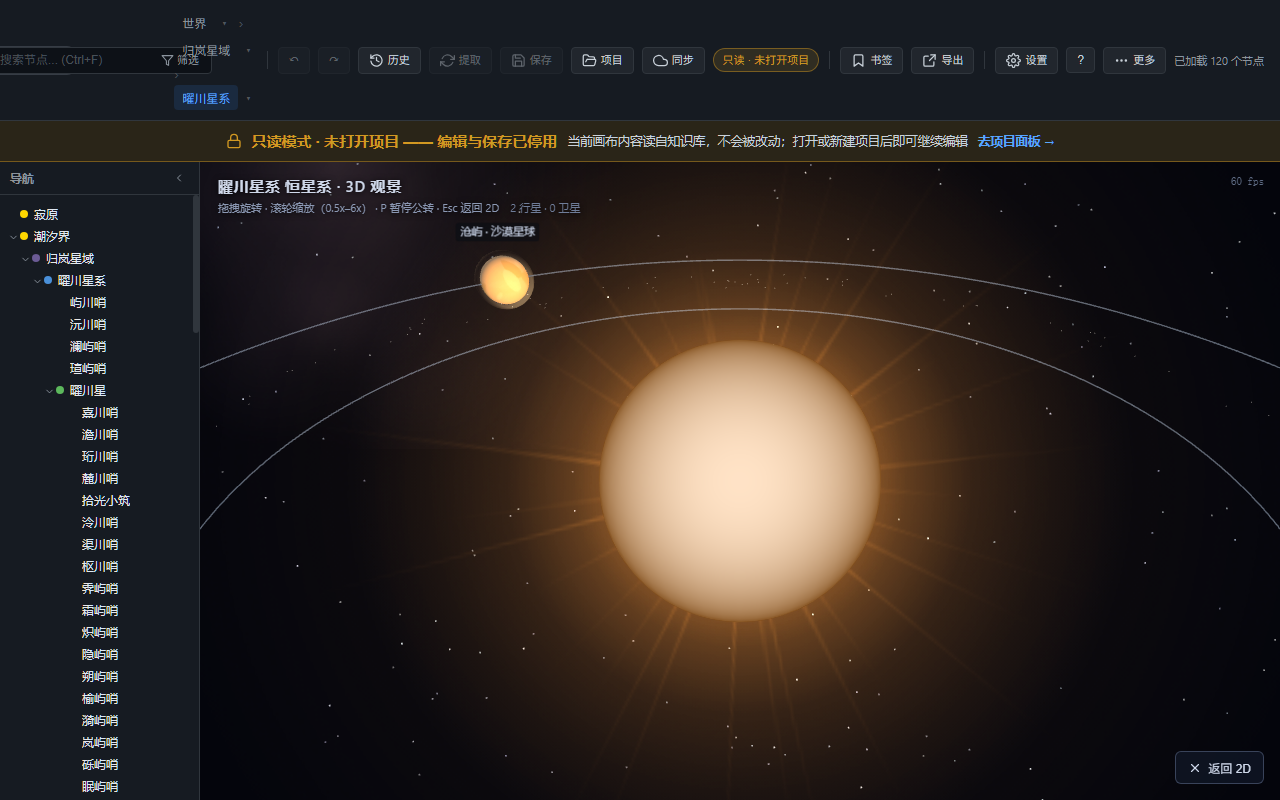 世界
归岚星域
曜川星系
搜索节点... (Ctrl+F)
筛选
历史
提取
保存
项目
同步
只读 · 未打开项目
书签
导出
设置
?
更多
已加载 120 个节点
只读模式 · 未打开项目 —— 编辑与保存已停用
当前画布内容读自知识库，不会被改动；打开或新建项目后即可继续编辑
去项目面板 →
导航
寂原
潮汐界
归岚星域
曜川星系
屿川哨
沅川哨
澜屿哨
瑄屿哨
曜川星
熹川哨
澹川哨
珩川哨
麓川哨
拾光小筑
泠川哨
渠川哨
枢川哨
霁屿哨
霜屿哨
炽屿哨
隐屿哨
朔屿哨
榆屿哨
漪屿哨
岚屿哨
砾屿哨
眠屿哨
曜川星系 恒星系 · 3D 观景
拖拽旋转 · 滚轮缩放（0.5x–6x） · P 暂停公转 · Esc 返回 2D
2 行星 · 0 卫星
60 fps
沧屿 · 沙漠星球
返回 2D